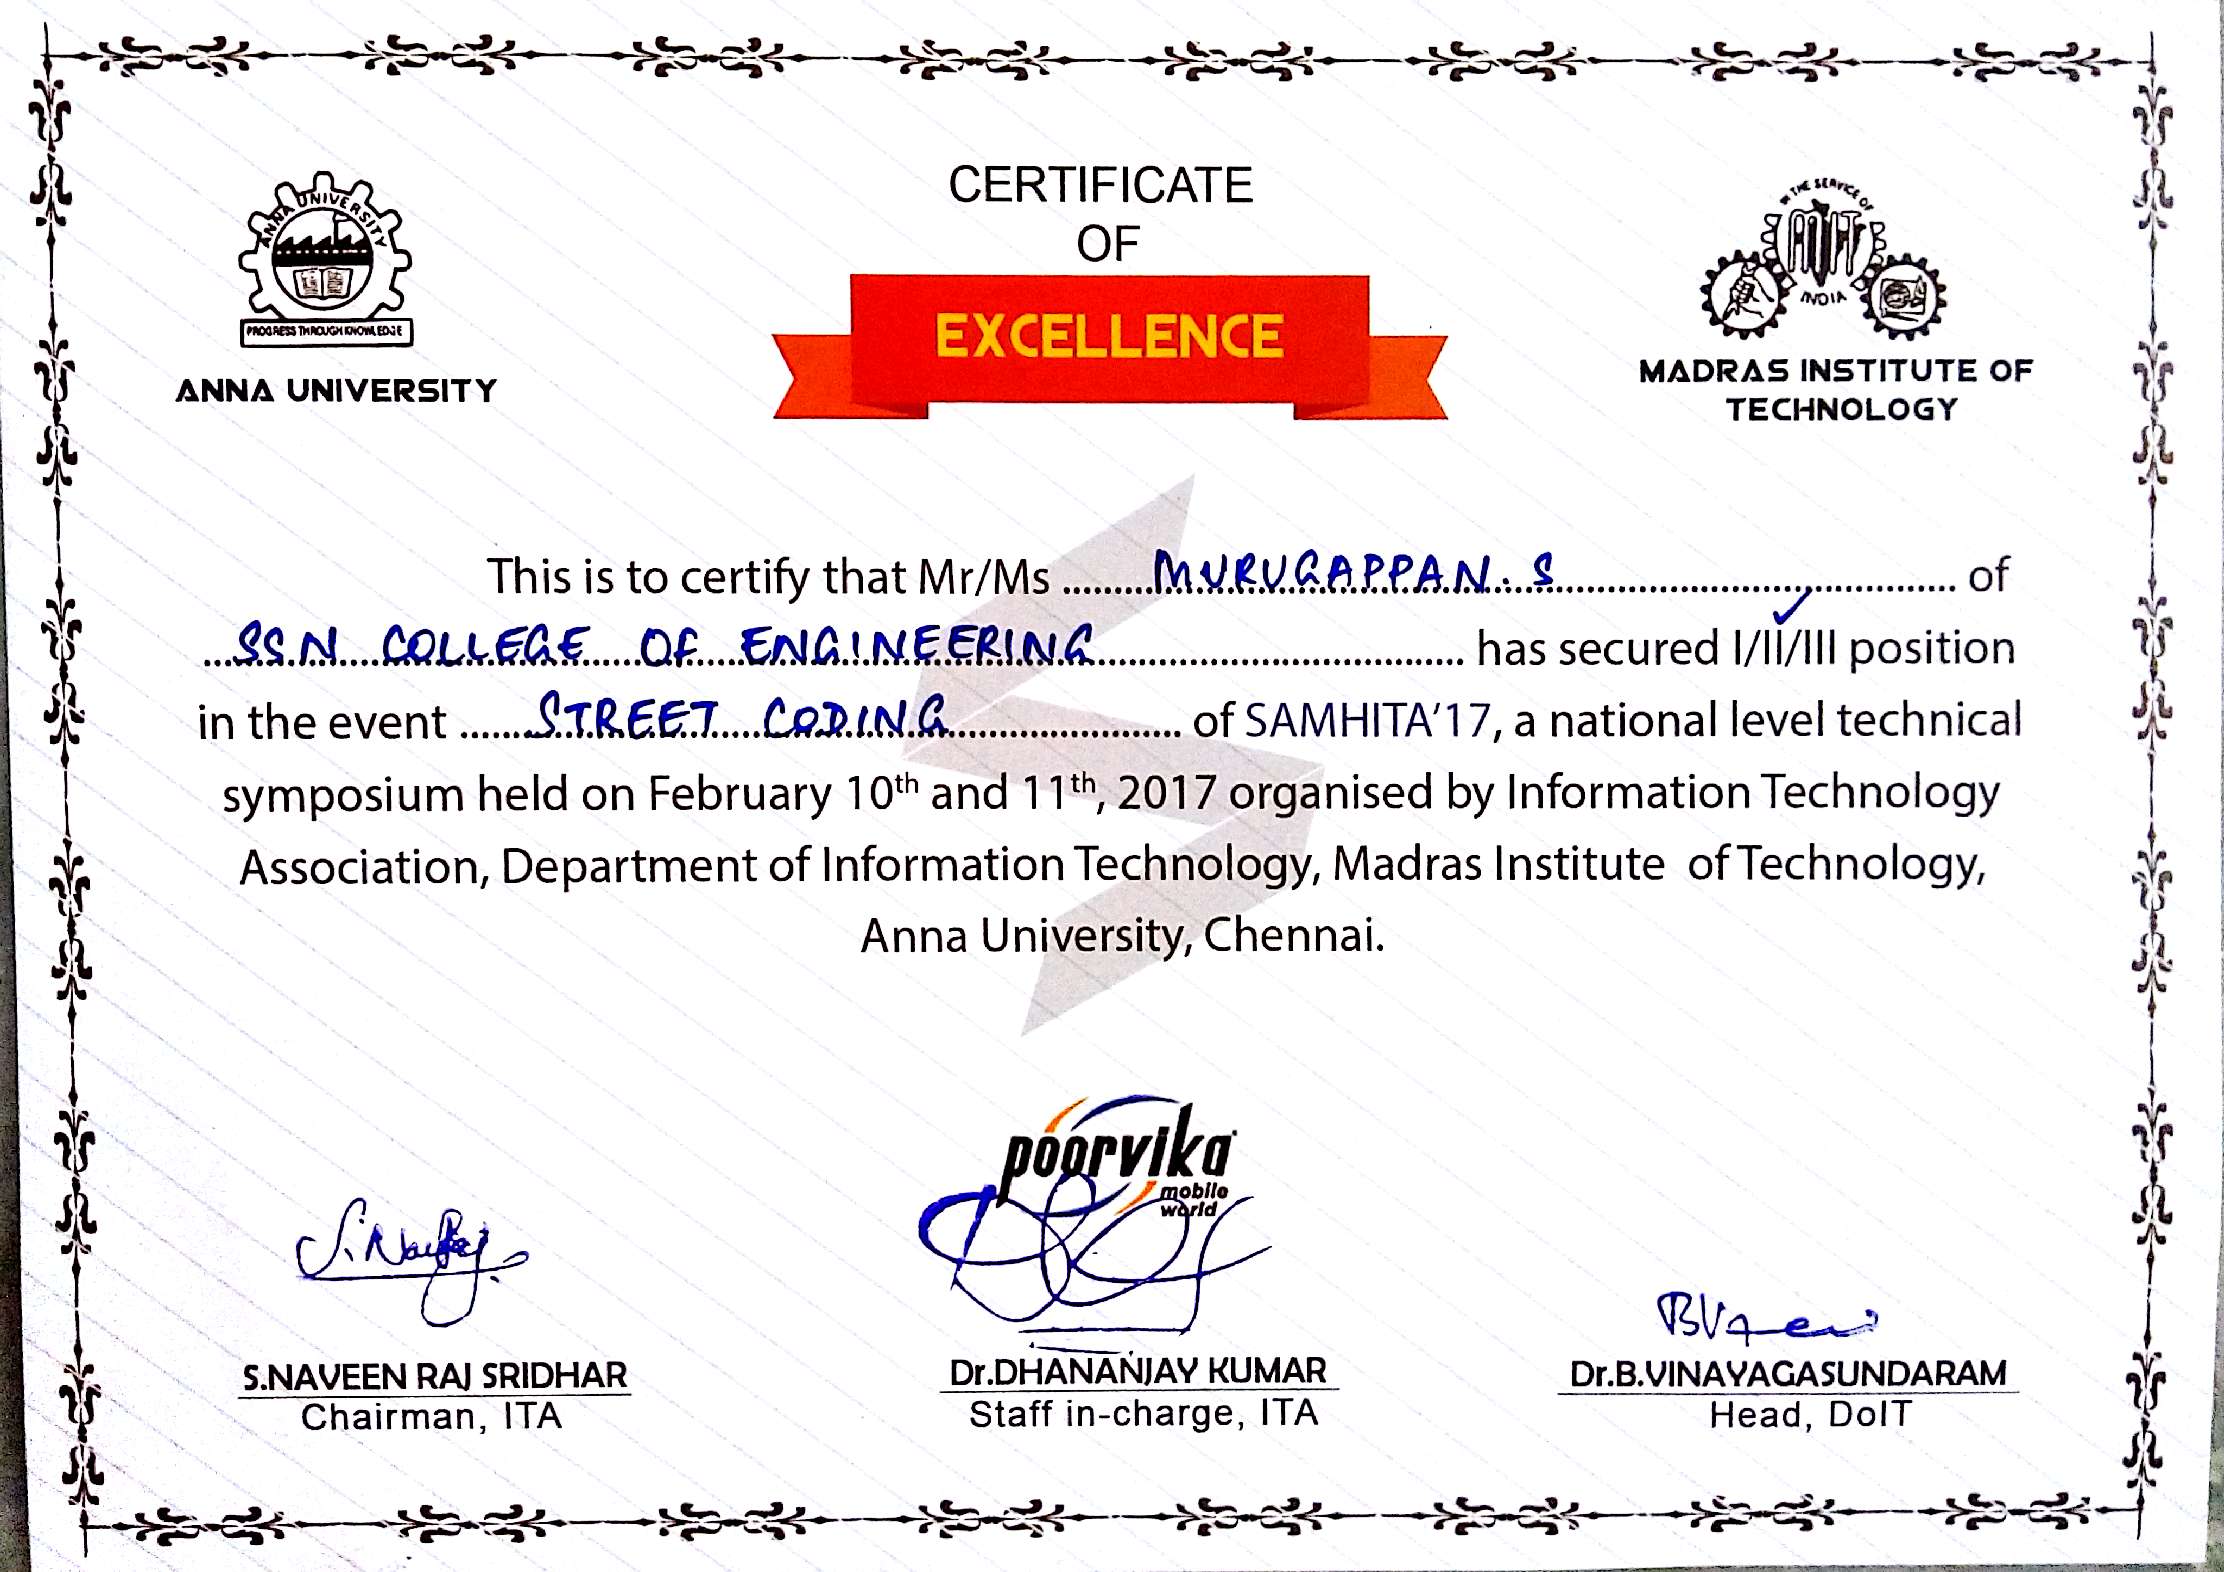 CERTIFICATE
OF
EXCELLENCE
ANNA UNIVERSITY
PROGRESS THROUGH KNOWLEDGE
ANNA UNIVERSITY
IN THE SERVICE OF
MIT
INDIA
MADRAS INSTITUTE OF
TECHNOLOGY
This is to certify that Mr/Ms ........MURUGAPPAN. S........ of
SSN COLLEGE OF ENGINEERING........ has secured I/II/III ✓ position
in the event ........STREET CODING........ of SAMHITA'17, a national level technical
symposium held on February 10th and 11th, 2017 organised by Information Technology
Association, Department of Information Technology, Madras Institute of Technology,
Anna University, Chennai.
poorvika
mobile
world
S. NavRaj
S.NAVEEN RAJ SRIDHAR
Chairman, ITA
Dr.DHANANJAY KUMAR
Staff in-charge, ITA
Dr.B.VINAYAGASUNDARAM
Head, DoIT